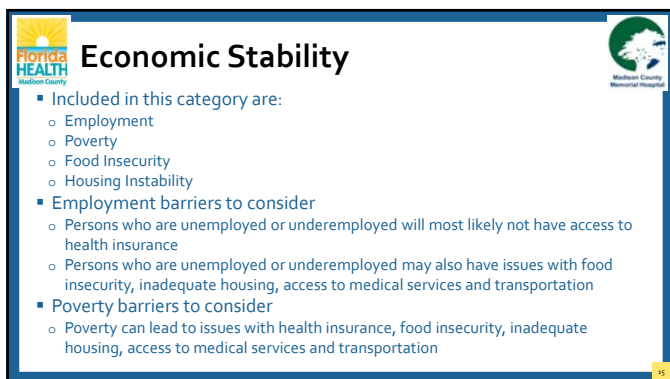 Florida
HEALTH
Madison County
Economic Stability
Madison County
Memorial Hospital
▪ Included in this category are:
o Employment
o Poverty
o Food Insecurity
o Housing Instability
▪ Employment barriers to consider
o Persons who are unemployed or underemployed will most likely not have access to
health insurance
o Persons who are unemployed or underemployed may also have issues with food
insecurity, inadequate housing, access to medical services and transportation
▪ Poverty barriers to consider
o Poverty can lead to issues with health insurance, food insecurity, inadequate
housing, access to medical services and transportation
15